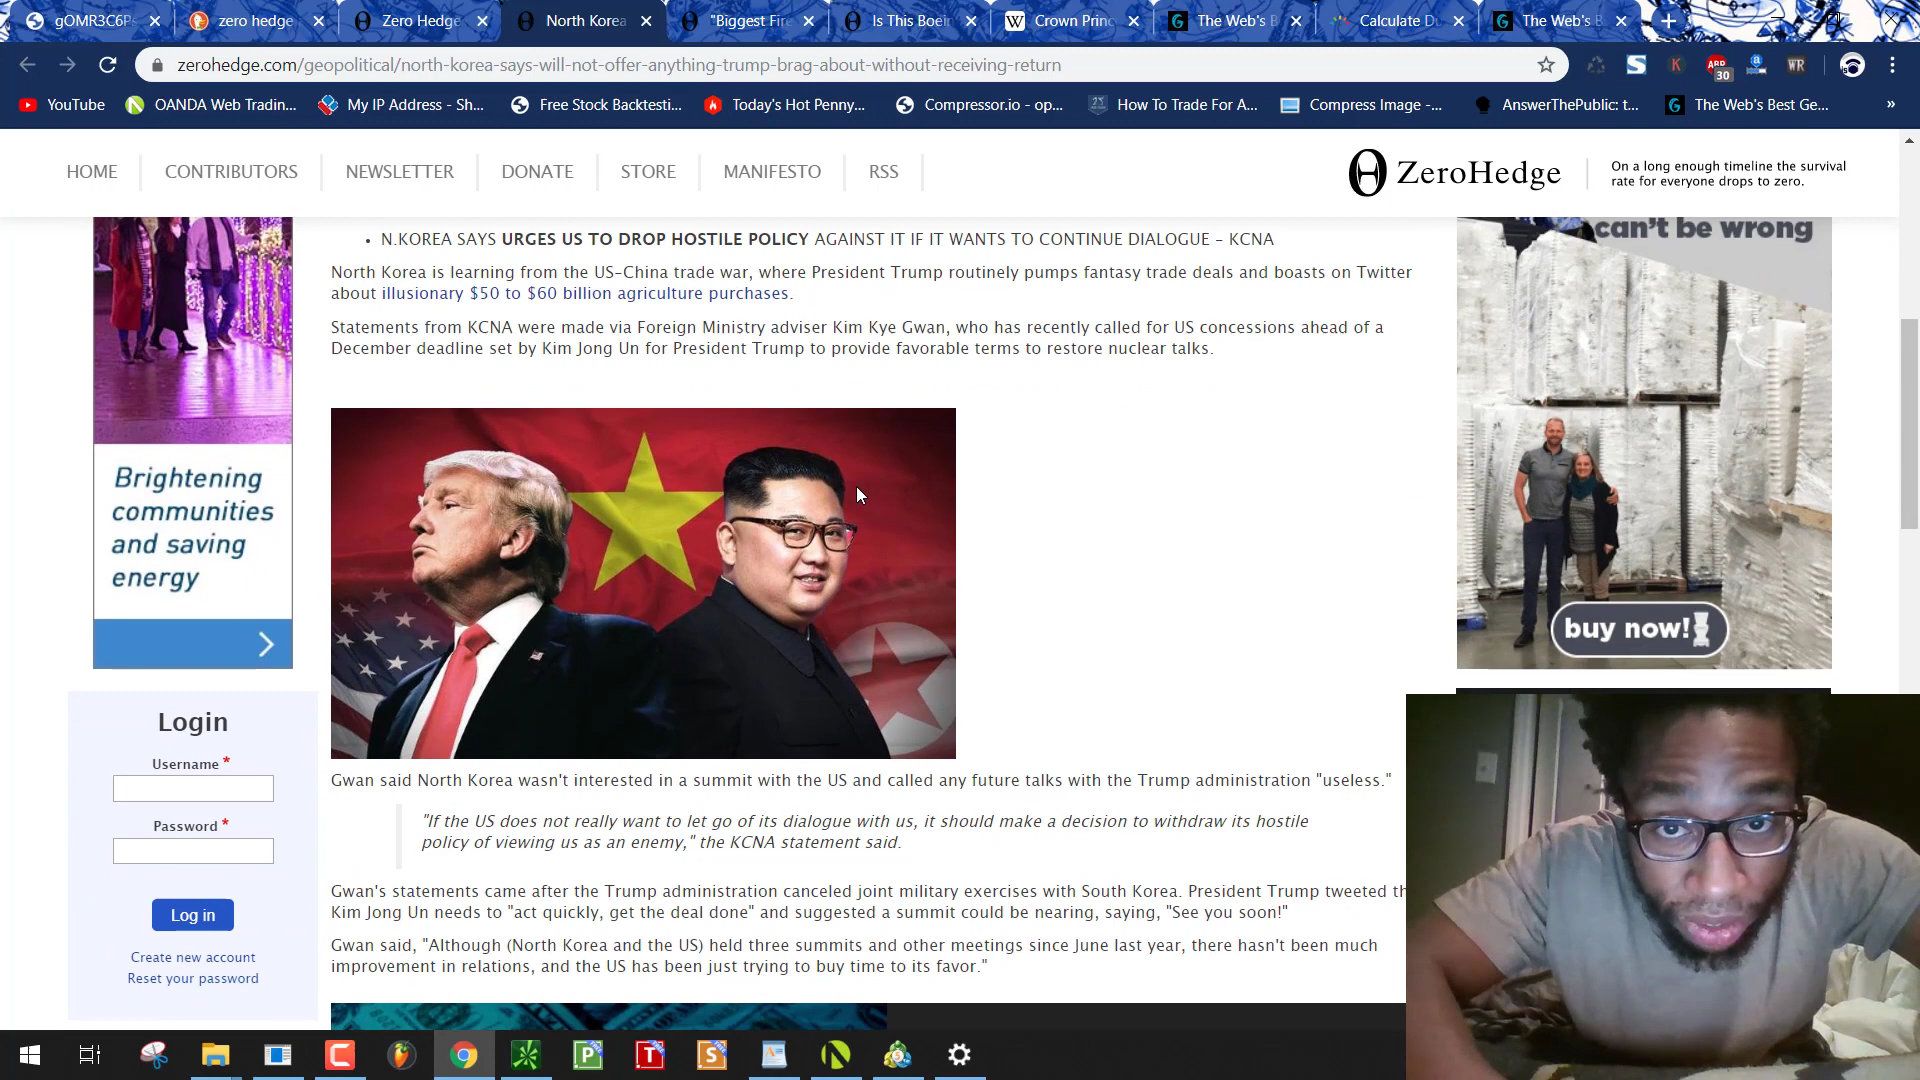 gOMR3C6P
zero hedge
Zero Hedge
North Korea
"Biggest Fire
Is This Boein
Crown Princ
The Web's B
Calculate D
The Web's B
zerohedge.com/geopolitical/north-korea-says-will-not-offer-anything-trump-brag-about-without-receiving-return
30
WR
YouTube
OANDA Web Tradin...
My IP Address - Sh...
Free Stock Backtesti...
Today's Hot Penny...
Compressor.io - op...
How To Trade For A...
Compress Image -...
AnswerThePublic: t...
The Web's Best Ge...
»
HOME
CONTRIBUTORS
NEWSLETTER
DONATE
STORE
MANIFESTO
RSS
ZeroHedge
On a long enough timeline the survival
rate for everyone drops to zero.
• N.KOREA SAYS URGES US TO DROP HOSTILE POLICY AGAINST IT IF IT WANTS TO CONTINUE DIALOGUE – KCNA
North Korea is learning from the US-China trade war, where President Trump routinely pumps fantasy trade deals and boasts on Twitter
about illusionary $50 to $60 billion agriculture purchases.
Statements from KCNA were made via Foreign Ministry adviser Kim Kye Gwan, who has recently called for US concessions ahead of a
December deadline set by Kim Jong Un for President Trump to provide favorable terms to restore nuclear talks.
Gwan said North Korea wasn't interested in a summit with the US and called any future talks with the Trump administration "useless."
"If the US does not really want to let go of its dialogue with us, it should make a decision to withdraw its hostile
policy of viewing us as an enemy," the KCNA statement said.
Gwan's statements came after the Trump administration canceled joint military exercises with South Korea. President Trump tweeted th
Kim Jong Un needs to "act quickly, get the deal done" and suggested a summit could be nearing, saying, "See you soon!"
Gwan said, "Although (North Korea and the US) held three summits and other meetings since June last year, there hasn't been much
improvement in relations, and the US has been just trying to buy time to its favor."
Brightening
communities
and saving
energy
Login
Username *
Password *
Log in
Create new account
Reset your password
can't be wrong
buy now!